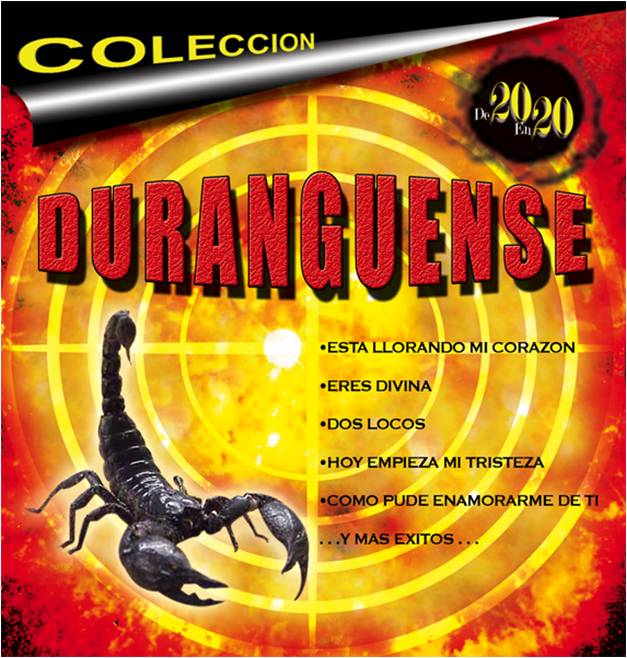 COLECCION
De 20
En 20
DURANGUENSE
•ESTA LLORANDO MI CORAZON
•ERES DIVINA
•DOS LOCOS
•HOY EMPIEZA MI TRISTEZA
•COMO PUDE ENAMORARME DE TI
. . .Y MAS EXITOS . . .